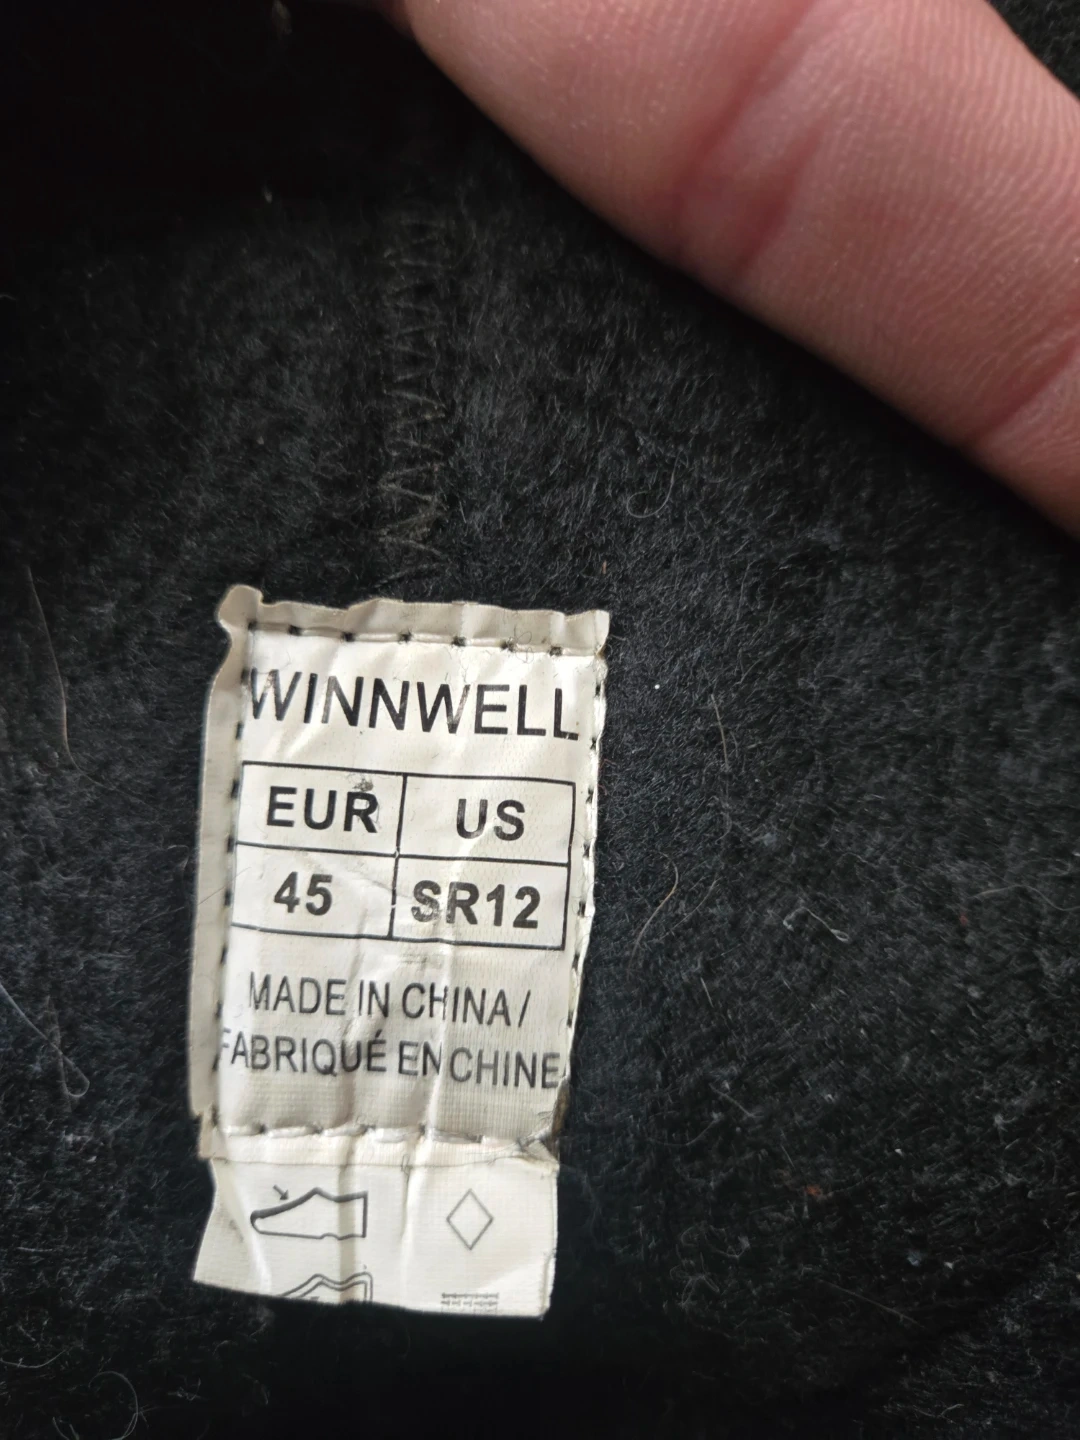 WINNWELL
EUR US
45 SR12
MADE IN CHINA/
FABRIQUÉ EN CHINE